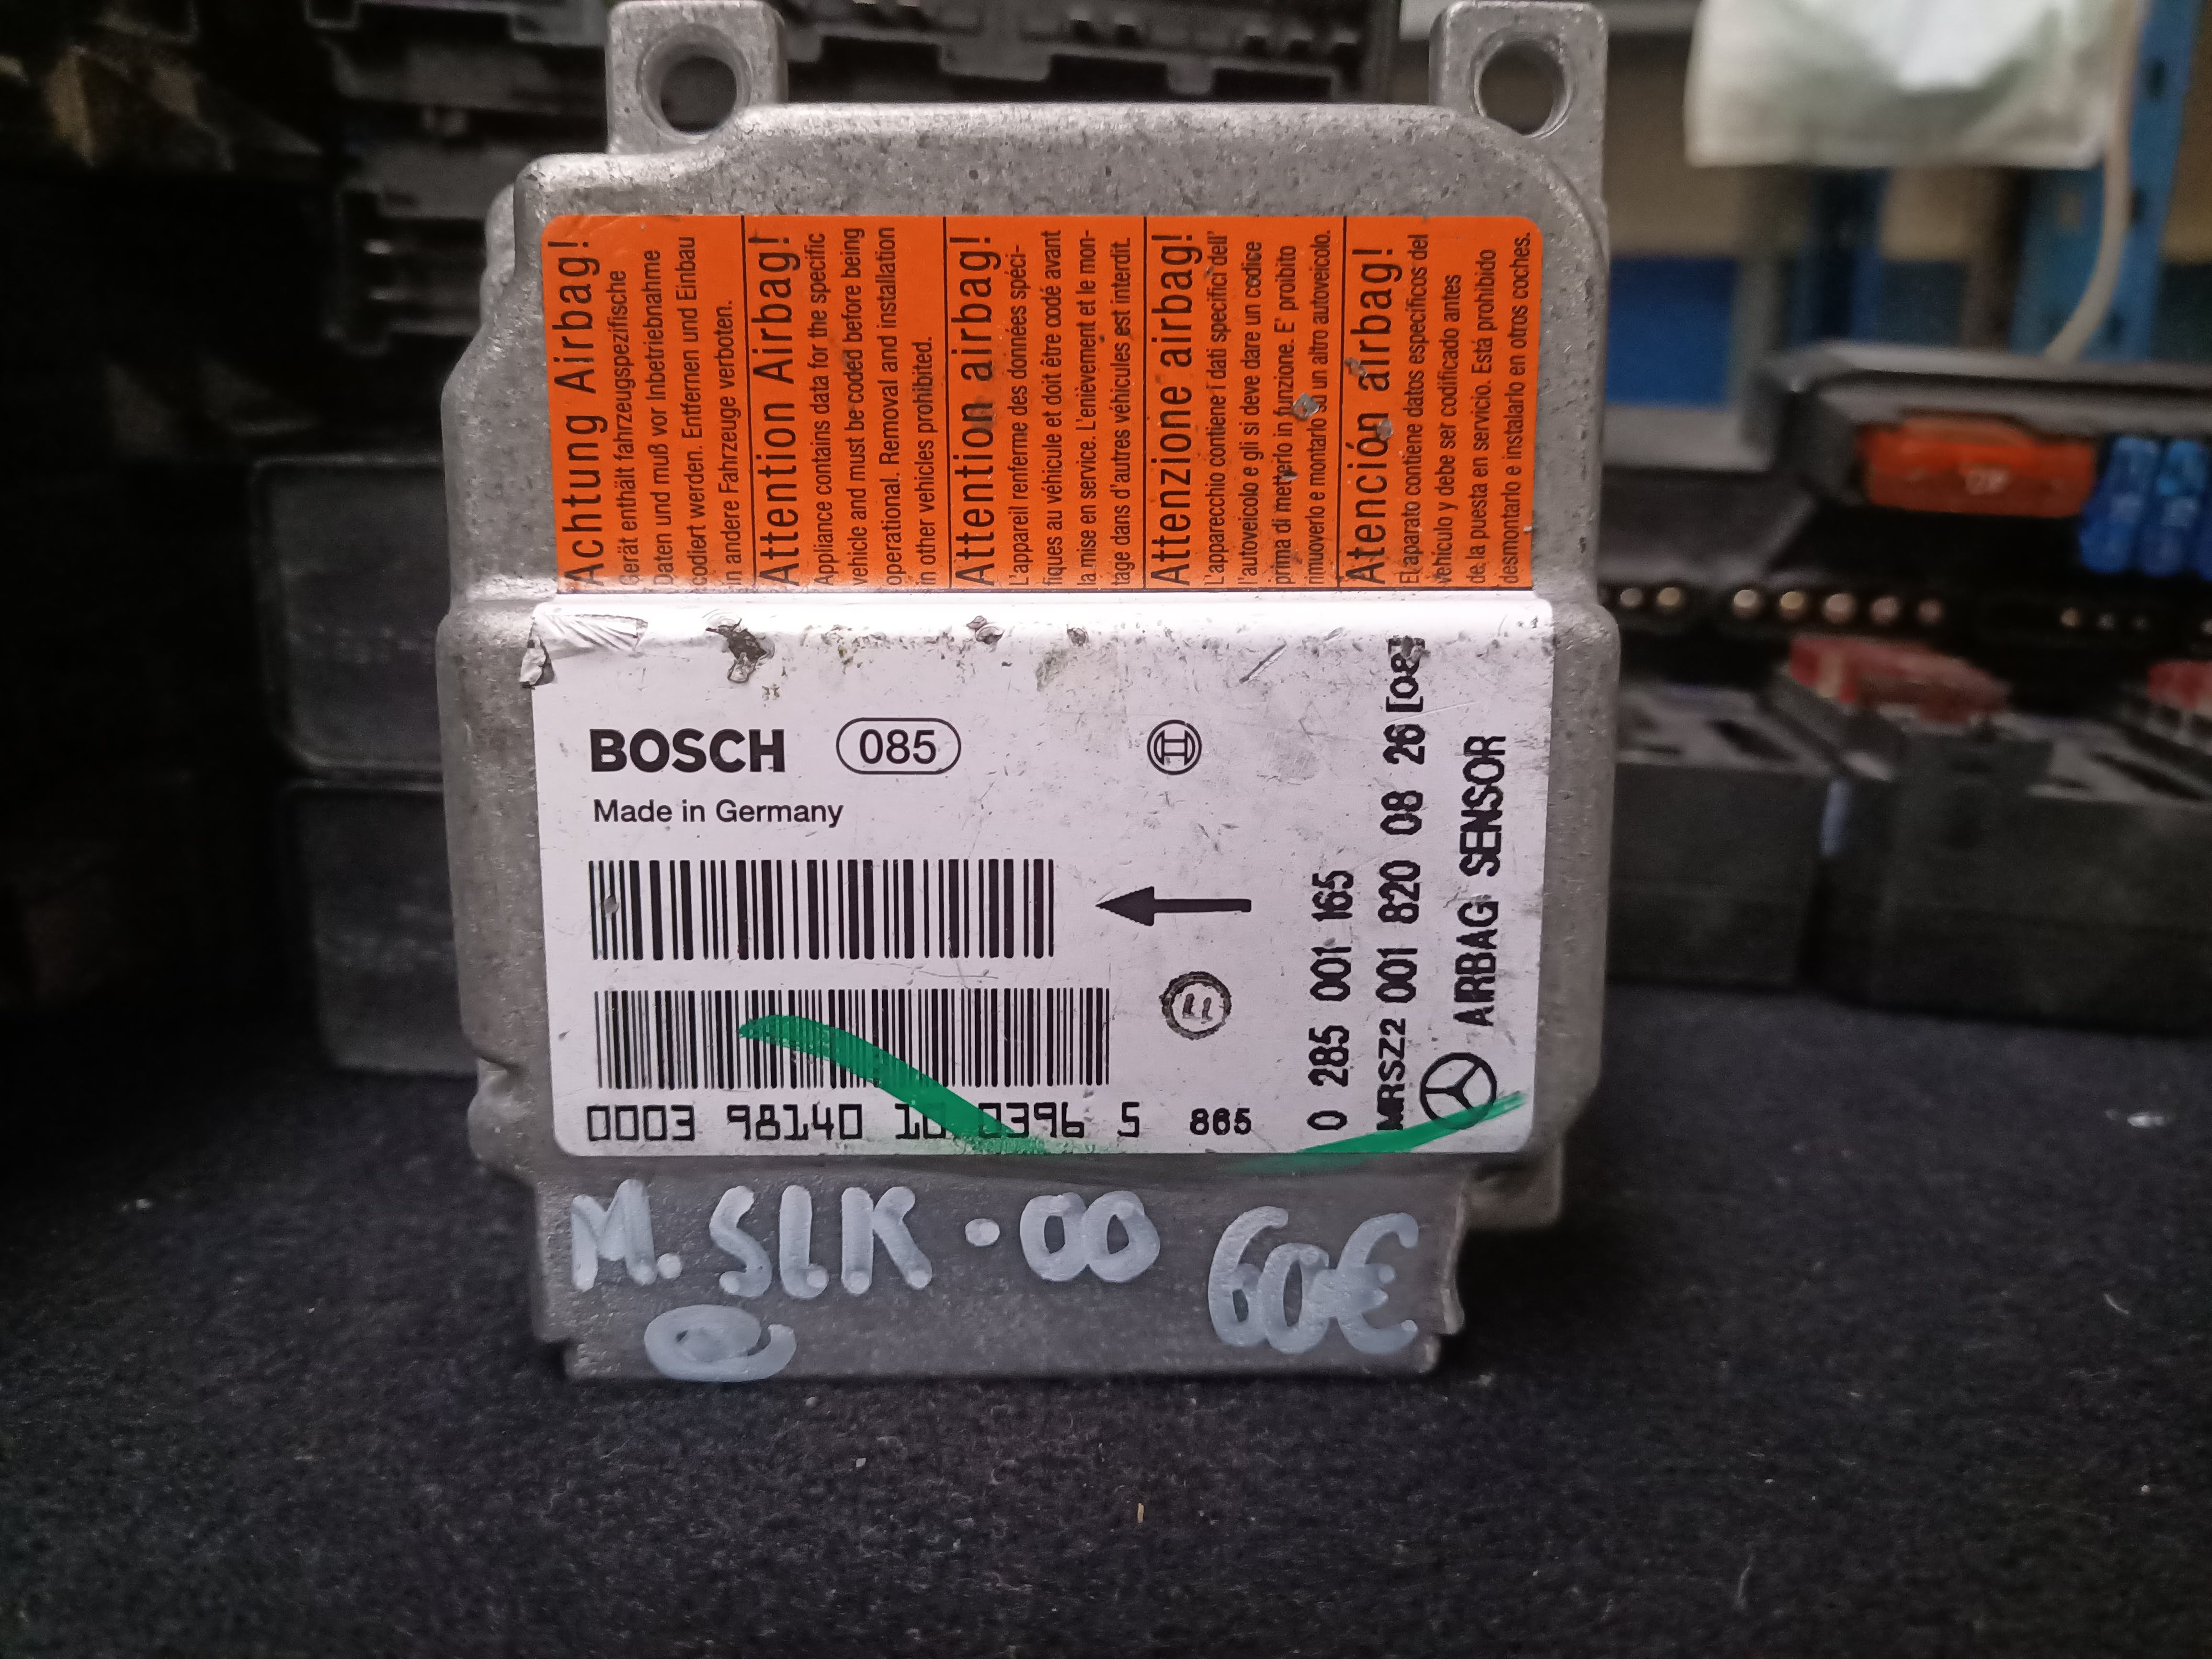 Achtung Airbag!
Gerät enthält fahrzeugspezifische
Daten und muß vor Inbetriebnahme
codiert werden. Entfernen und Einbau
in andere Fahrzeuge verboten.
Attention Airbag!
Appliance contains data for the specific
vehicle and must be coded before being
operational. Removal and installation
in other vehicles prohibited.
Attention airbag!
L'appareil renferme des données spéci-
fiques au véhicule et doit être codé avant
la mise en service. L'enièvement et le mon-
tage dans d'autres véhicules est interdit.
Attenzione airbag!
L'apparecchio contiene i dati specifici dell'
l'autoveicolo e gli si deve dare un codice
prima di metterlo in funzione. E' proibito
rimuoverlo e montarlo su un altro autoveicolo.
Atención airbag!
El aparato contiene datos específicos del
vehículo y debe ser codificado antes
de la puesta en servicio. Está prohibido
desmontarlo e instalarlo en otros coches.
BOSCH 085
Made in Germany
0003 98140 10 0396 5 865
0 285 001 165
MRSZ2 001 820 08 26 [08]
AIRBAG SENSOR
M. SLK · 00 60€